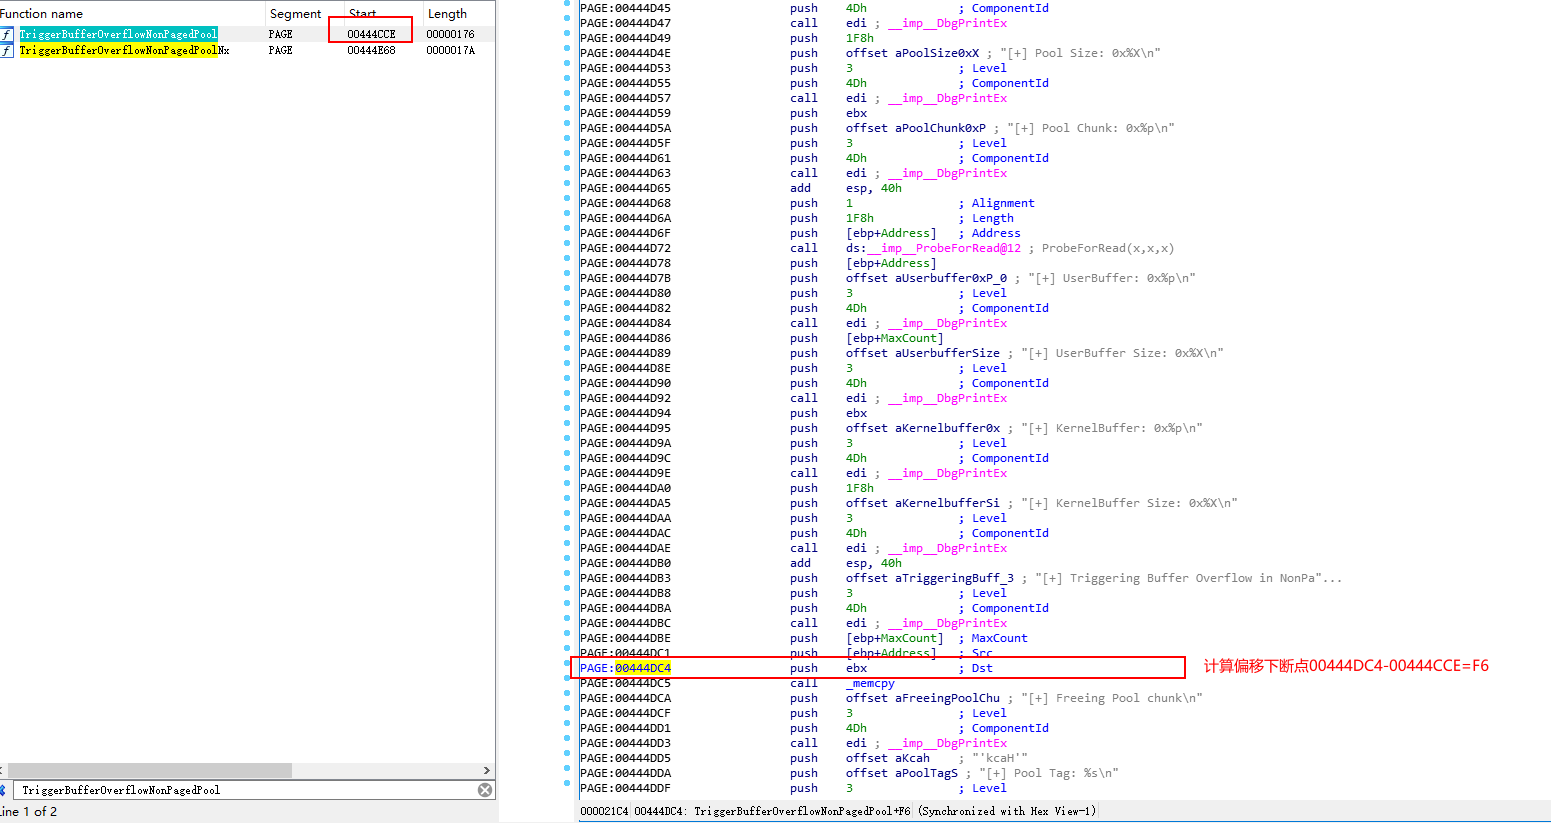 Function name Segment Start Length
f TriggerBufferOverflowNonPagedPool PAGE 00444CCE 00000176
f TriggerBufferOverflowNonPagedPoolNx PAGE 00444E68 0000017A
TriggerBufferOverflowNonPagedPool
Line 1 of 2
PAGE:00444D45 push 4Dh ; ComponentId
PAGE:00444D47 call edi ; __imp__DbgPrintEx
PAGE:00444D49 push 1F8h
PAGE:00444D4E push offset aPoolSize0xX ; "[+] Pool Size: 0x%X\n"
PAGE:00444D53 push 3 ; Level
PAGE:00444D55 push 4Dh ; ComponentId
PAGE:00444D57 call edi ; __imp__DbgPrintEx
PAGE:00444D59 push ebx
PAGE:00444D5A push offset aPoolChunk0xP ; "[+] Pool Chunk: 0x%p\n"
PAGE:00444D5F push 3 ; Level
PAGE:00444D61 push 4Dh ; ComponentId
PAGE:00444D63 call edi ; __imp__DbgPrintEx
PAGE:00444D65 add esp, 40h
PAGE:00444D68 push 1 ; Alignment
PAGE:00444D6A push 1F8h ; Length
PAGE:00444D6F push [ebp+Address] ; Address
PAGE:00444D72 call ds:__imp__ProbeForRead@12 ; ProbeForRead(x,x,x)
PAGE:00444D78 push [ebp+Address]
PAGE:00444D7B push offset aUserbuffer0xP_0 ; "[+] UserBuffer: 0x%p\n"
PAGE:00444D80 push 3 ; Level
PAGE:00444D82 push 4Dh ; ComponentId
PAGE:00444D84 call edi ; __imp__DbgPrintEx
PAGE:00444D86 push [ebp+MaxCount]
PAGE:00444D89 push offset aUserbufferSize ; "[+] UserBuffer Size: 0x%X\n"
PAGE:00444D8E push 3 ; Level
PAGE:00444D90 push 4Dh ; ComponentId
PAGE:00444D92 call edi ; __imp__DbgPrintEx
PAGE:00444D94 push ebx
PAGE:00444D95 push offset aKernelbuffer0x ; "[+] KernelBuffer: 0x%p\n"
PAGE:00444D9A push 3 ; Level
PAGE:00444D9C push 4Dh ; ComponentId
PAGE:00444D9E call edi ; __imp__DbgPrintEx
PAGE:00444DA0 push 1F8h
PAGE:00444DA5 push offset aKernelbufferSi ; "[+] KernelBuffer Size: 0x%X\n"
PAGE:00444DAA push 3 ; Level
PAGE:00444DAC push 4Dh ; ComponentId
PAGE:00444DAE call edi ; __imp__DbgPrintEx
PAGE:00444DB0 add esp, 40h
PAGE:00444DB3 push offset aTriggeringBuff_3 ; "[+] Triggering Buffer Overflow in NonPa"...
PAGE:00444DB8 push 3 ; Level
PAGE:00444DBA push 4Dh ; ComponentId
PAGE:00444DBC call edi ; __imp__DbgPrintEx
PAGE:00444DBE push [ebp+MaxCount] ; MaxCount
PAGE:00444DC1 push [ebp+Address] ; Src
PAGE:00444DC4 push ebx ; Dst 计算偏移下断点00444DC4-00444CCE=F6
PAGE:00444DC5 call _memcpy
PAGE:00444DCA push offset aFreeingPoolChu ; "[+] Freeing Pool chunk\n"
PAGE:00444DCF push 3 ; Level
PAGE:00444DD1 push 4Dh ; ComponentId
PAGE:00444DD3 call edi ; __imp__DbgPrintEx
PAGE:00444DD5 push offset aKcah ; "'kcaH'"
PAGE:00444DDA push offset aPoolTagS ; "[+] Pool Tag: %s\n"
PAGE:00444DDF push 3 ; Level
000021C4 00444DC4: TriggerBufferOverflowNonPagedPool+F6 (Synchronized with Hex View-1)